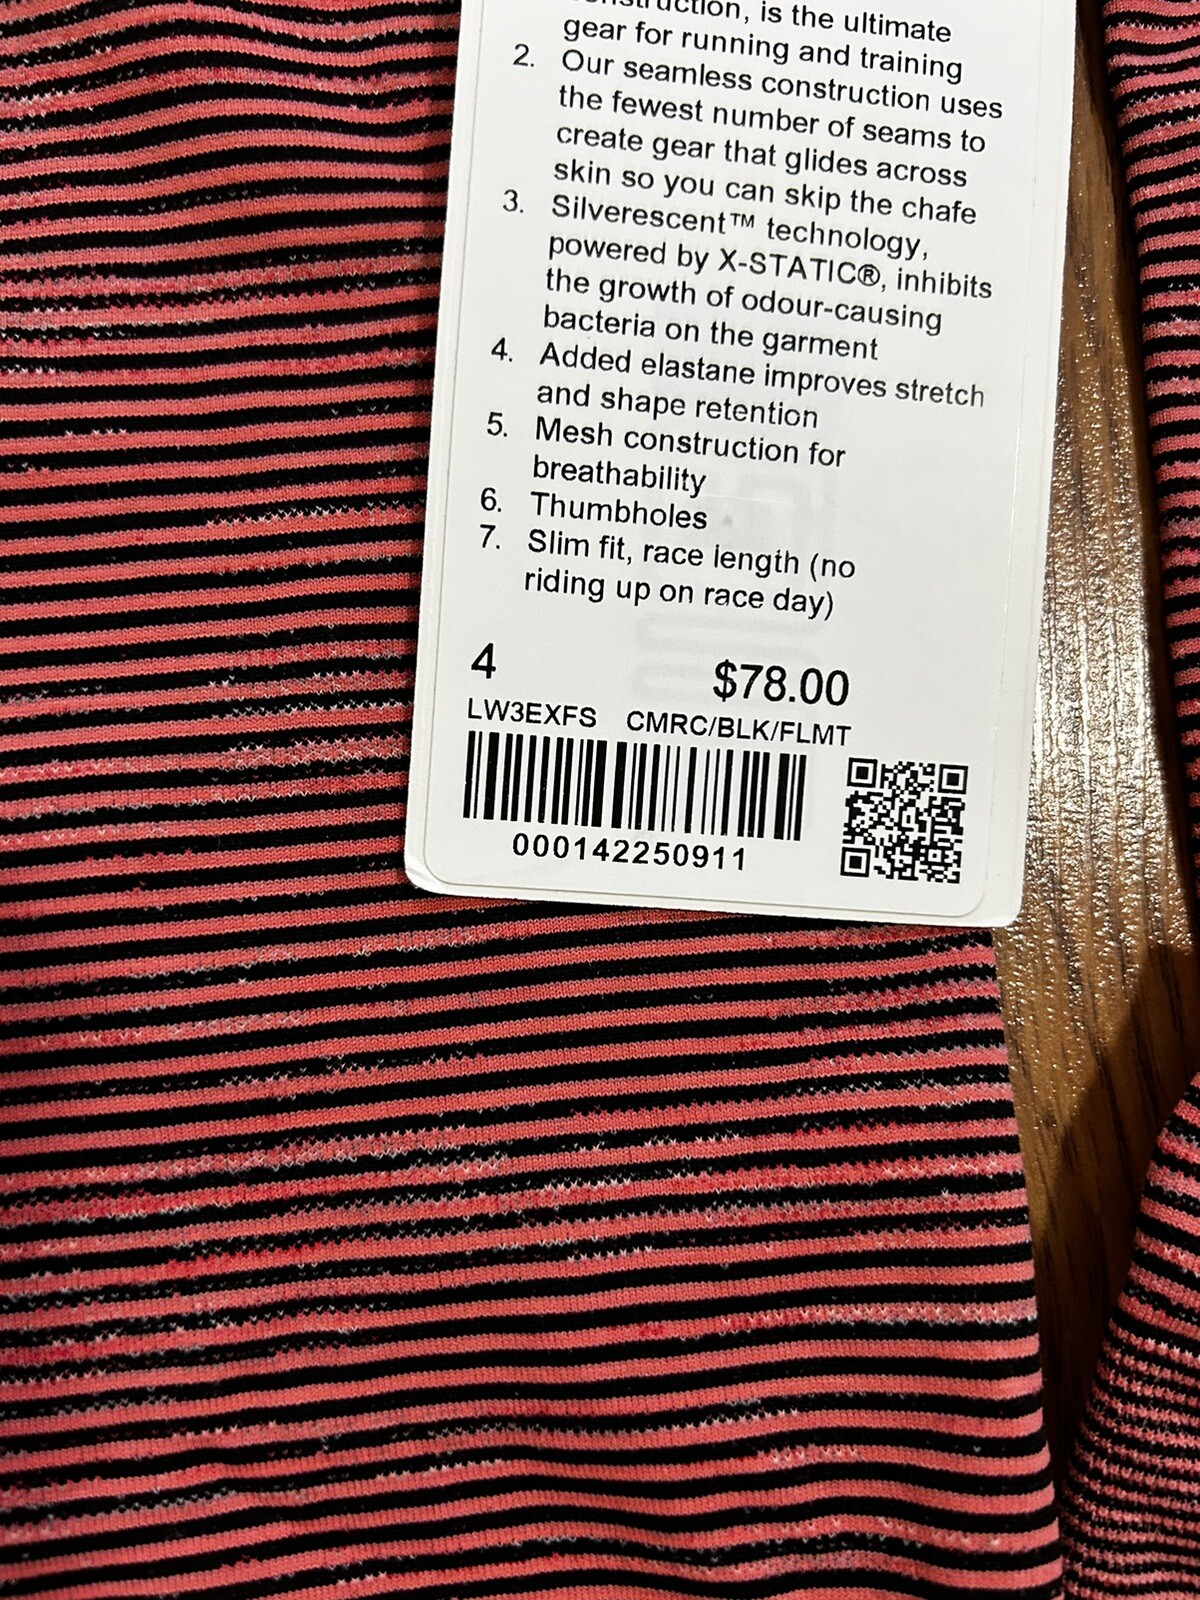 construction, is the ultimate
gear for running and training
2. Our seamless construction uses
the fewest number of seams to
create gear that glides across
skin so you can skip the chafe
3. Silverescent™ technology,
powered by X-STATIC®, inhibits
the growth of odour-causing
bacteria on the garment
4. Added elastane improves stretch
and shape retention
5. Mesh construction for
breathability
6. Thumbholes
7. Slim fit, race length (no
riding up on race day)
4 $78.00
LW3EXFS CMRC/BLK/FLMT
000142250911